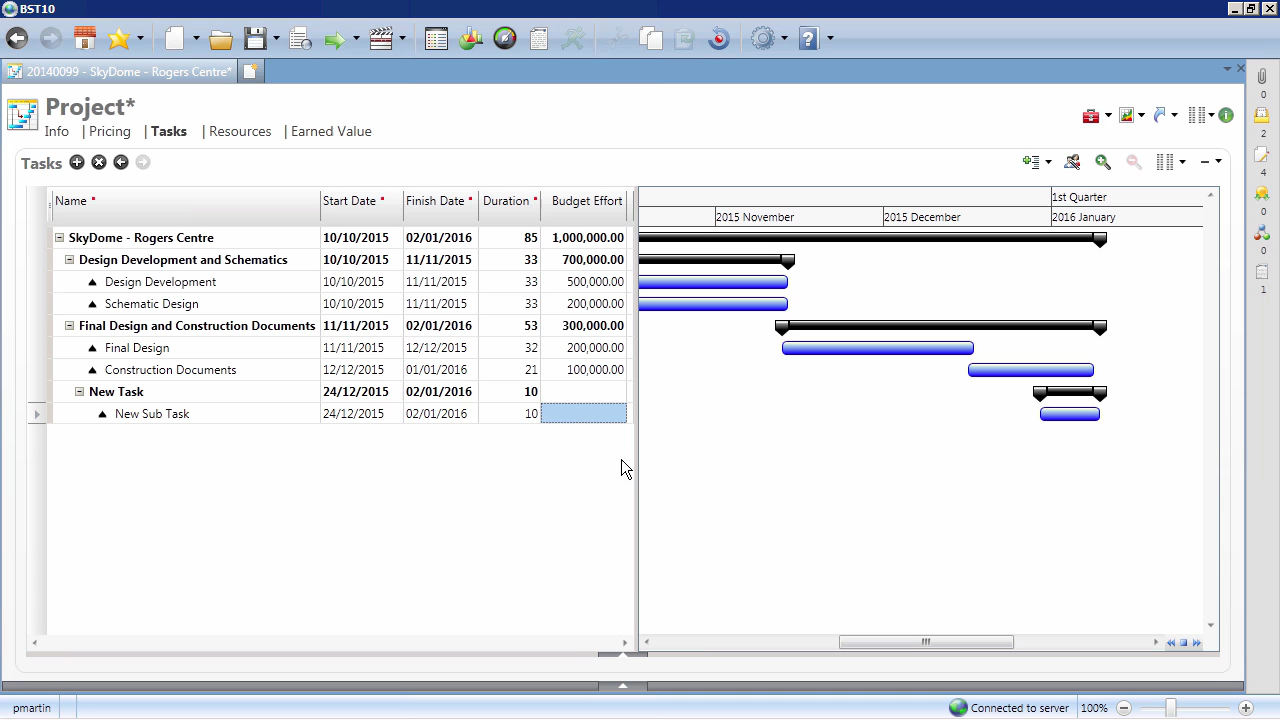 BST10
20140099 - SkyDome - Rogers Centre*
Project*
Info | Pricing | Tasks | Resources | Earned Value
Tasks
Name * Start Date * Finish Date * Duration * Budget Effort
1st Quarter
2015 November 2015 December 2016 January
SkyDome - Rogers Centre 10/10/2015 02/01/2016 85 1,000,000.00
Design Development and Schematics 10/10/2015 11/11/2015 33 700,000.00
Design Development 10/10/2015 11/11/2015 33 500,000.00
Schematic Design 10/10/2015 11/11/2015 33 200,000.00
Final Design and Construction Documents 11/11/2015 02/01/2016 53 300,000.00
Final Design 11/11/2015 12/12/2015 32 200,000.00
Construction Documents 12/12/2015 01/01/2016 21 100,000.00
New Task 24/12/2015 02/01/2016 10
New Sub Task 24/12/2015 02/01/2016 10
0
2
4
0
0
1
pmartin
Connected to server 100%